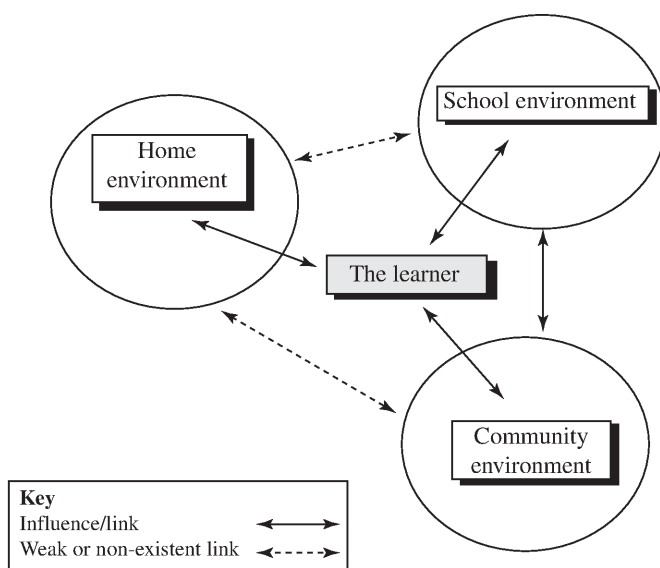 School environment
Home
environment
The learner
Community
environment
Key
Influence/link
Weak or non-existent link